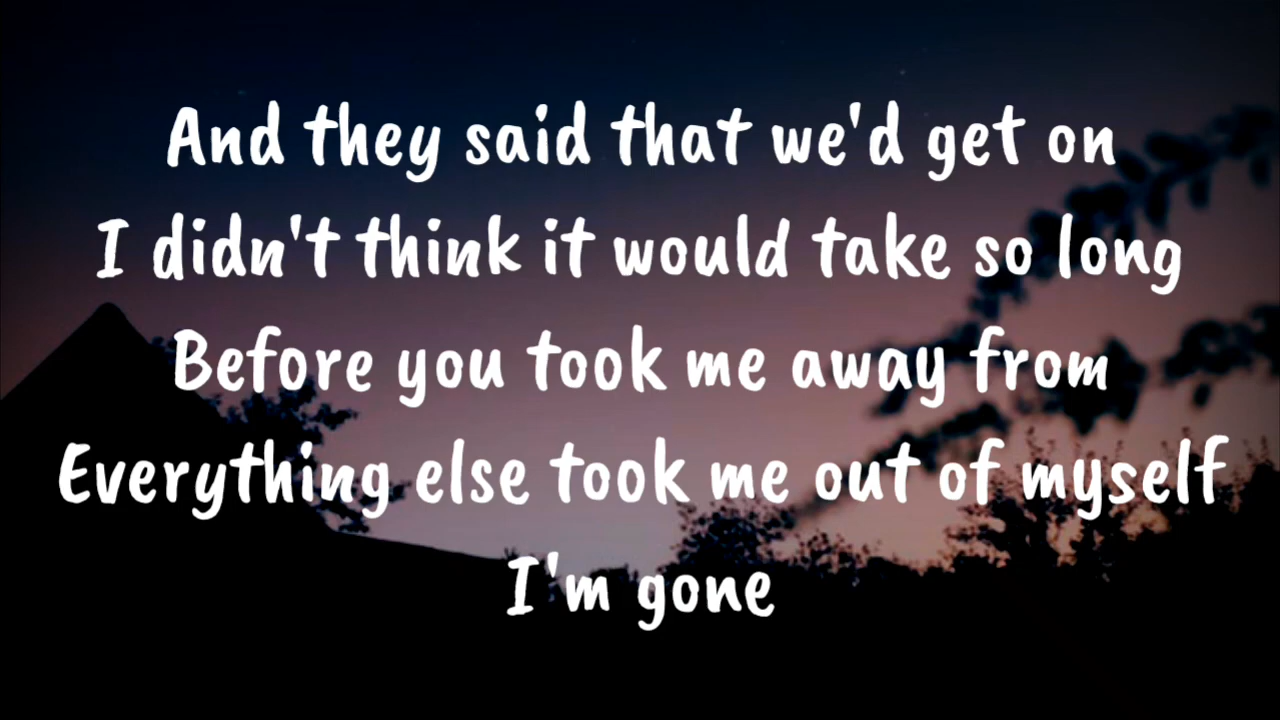 And they said that we'd get on
I didn't think it would take so long
Before you took me away from
Everything else took me out of myself
I'm gone